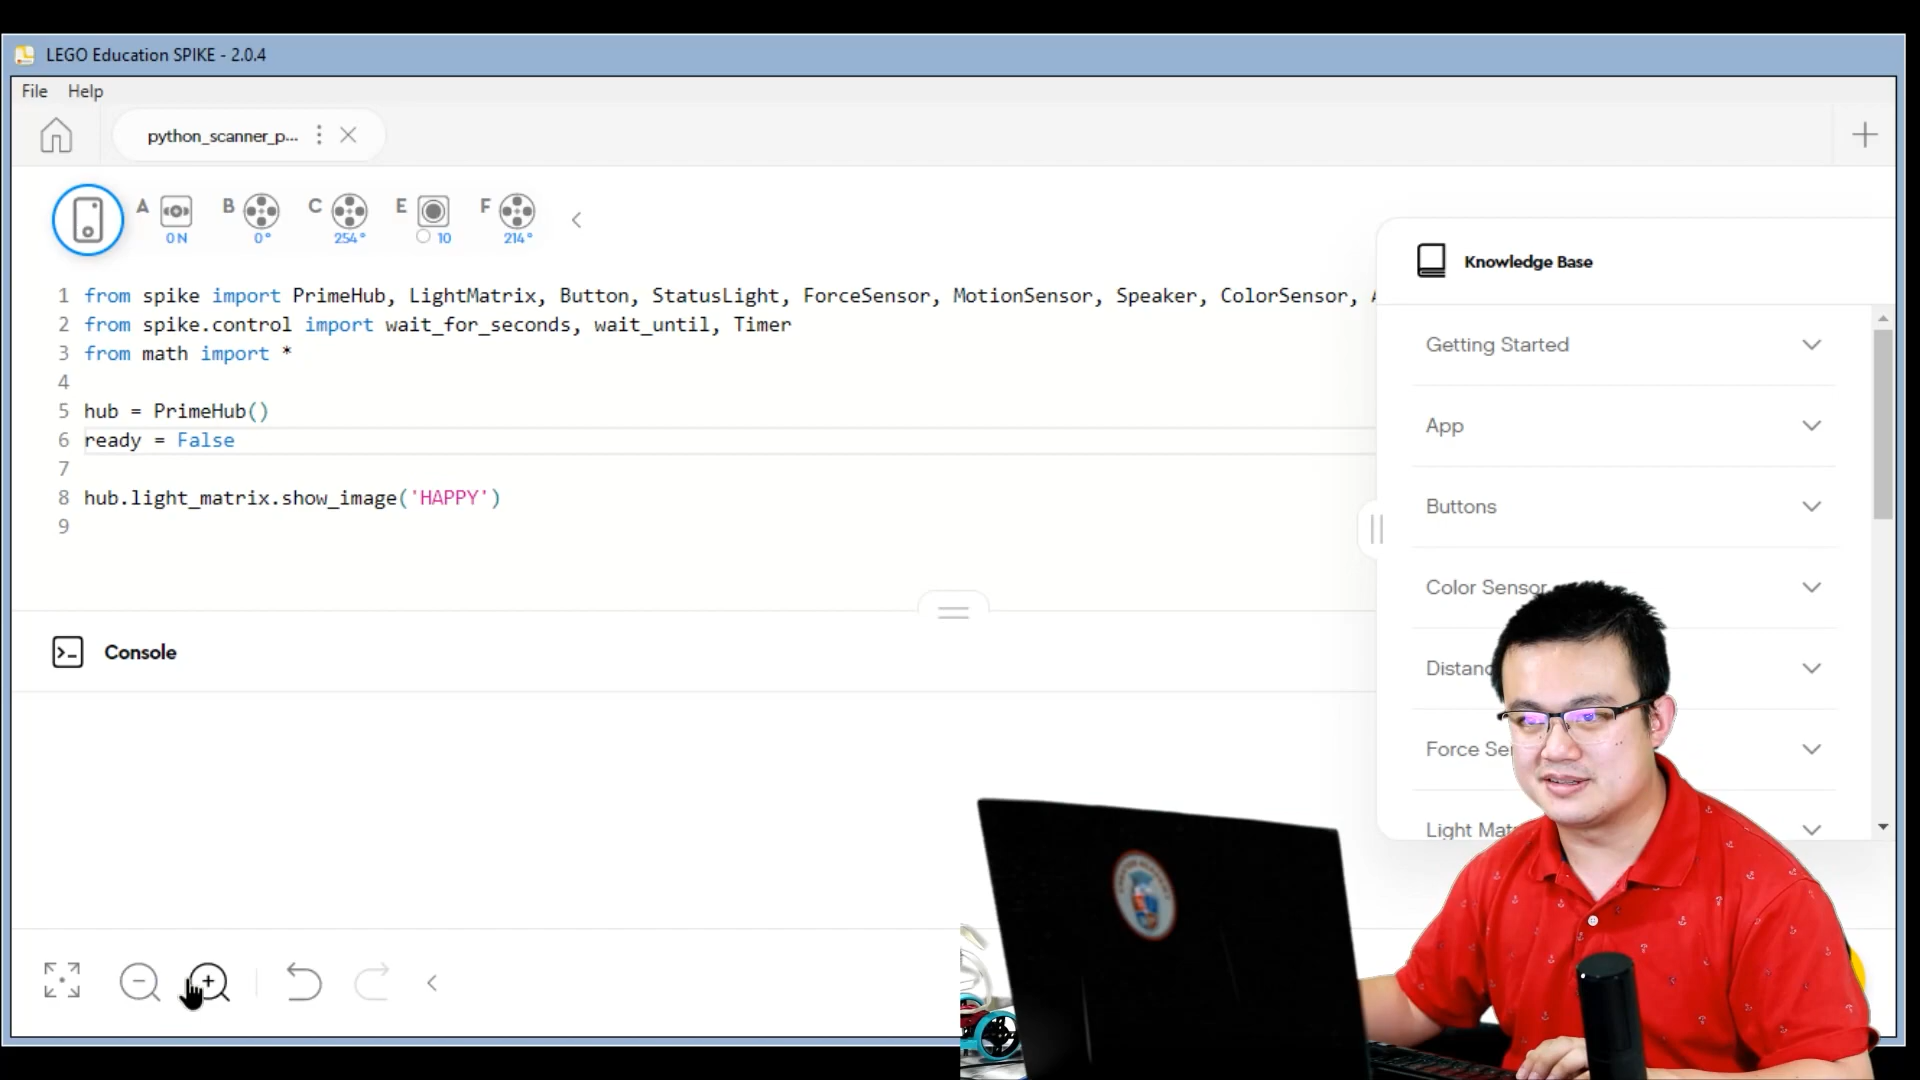 LEGO Education SPIKE - 2.0.4
File Help
python_scanner_p...
A B C E F
0 N 0° 254° 10 214°
Knowledge Base
1 from spike import PrimeHub, LightMatrix, Button, StatusLight, ForceSensor, MotionSensor, Speaker, ColorSensor,
2 from spike.control import wait_for_seconds, wait_until, Timer
3 from math import *
4
5 hub = PrimeHub()
6 ready = False
7
8 hub.light_matrix.show_image('HAPPY')
9
Getting Started
App
Buttons
Color Sensor
Distanc
Force Se
Light Mat
Console